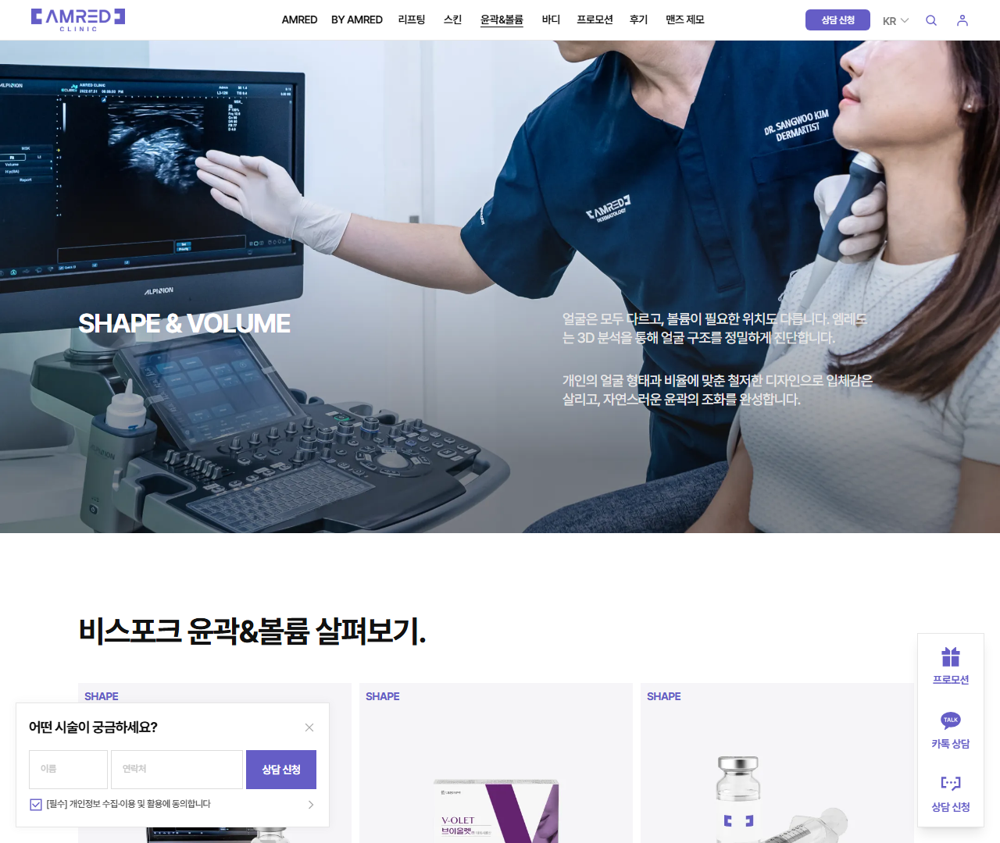 AMRED
CLINIC
AMRED
BY AMRED
리프팅
스킨
윤곽&볼륨
바디
프로모션
후기
맨즈 제모
상담 신청
KR
ALPINION
AMRED CLINIC
MSK
Volume
Report
ALPINION
DR. SANGWOO KIM
DERMARTIST
AMRED
DERMATOLOGY
SHAPE & VOLUME
얼굴은 모두 다르고, 볼륨이 필요한 위치도 다릅니다. 엠레드
는 3D 분석을 통해 얼굴 구조를 정밀하게 진단합니다.
개인의 얼굴 형태과 비율에 맞춘 철저한 디자인으로 입체감은
살리고, 자연스러운 윤곽의 조화를 완성합니다.
ALPINION
비스포크 윤곽&볼륨 살펴보기.
SHAPE
SHAPE
SHAPE
V-OLET
브이올렛
프로모션
TALK
카톡 상담
상담 신청
어떤 시술이 궁금하세요?
이름
연락처
상담 신청
[필수] 개인정보 수집·이용 및 활용에 동의합니다